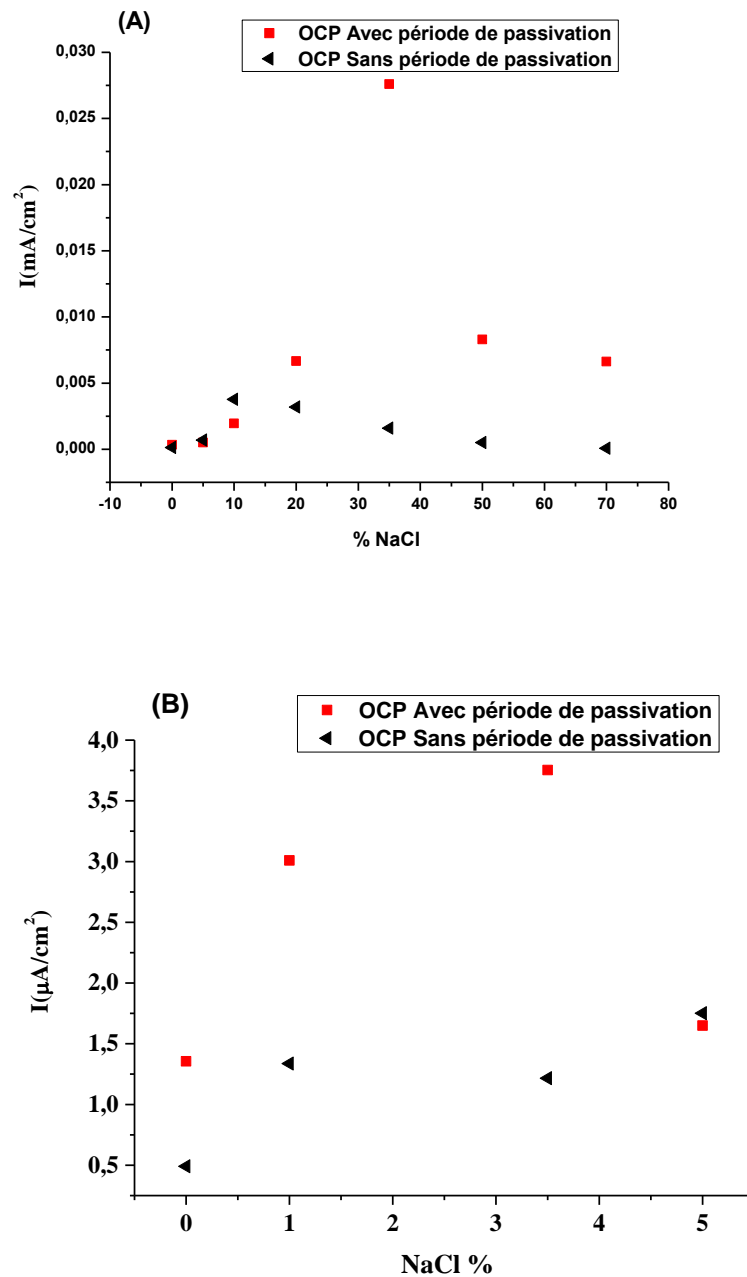 (A)
OCP Avec période de passivation
OCP Sans période de passivation
0,030
0,025
0,020
0,015
0,010
0,005
0,000
I(mA/cm²)
-10 0 10 20 30 40 50 60 70 80
% NaCl
(B)
OCP Avec période de passivation
OCP Sans période de passivation
4,0
3,5
3,0
2,5
2,0
1,5
1,0
0,5
I(µA/cm²)
0 1 2 3 4 5
NaCl %